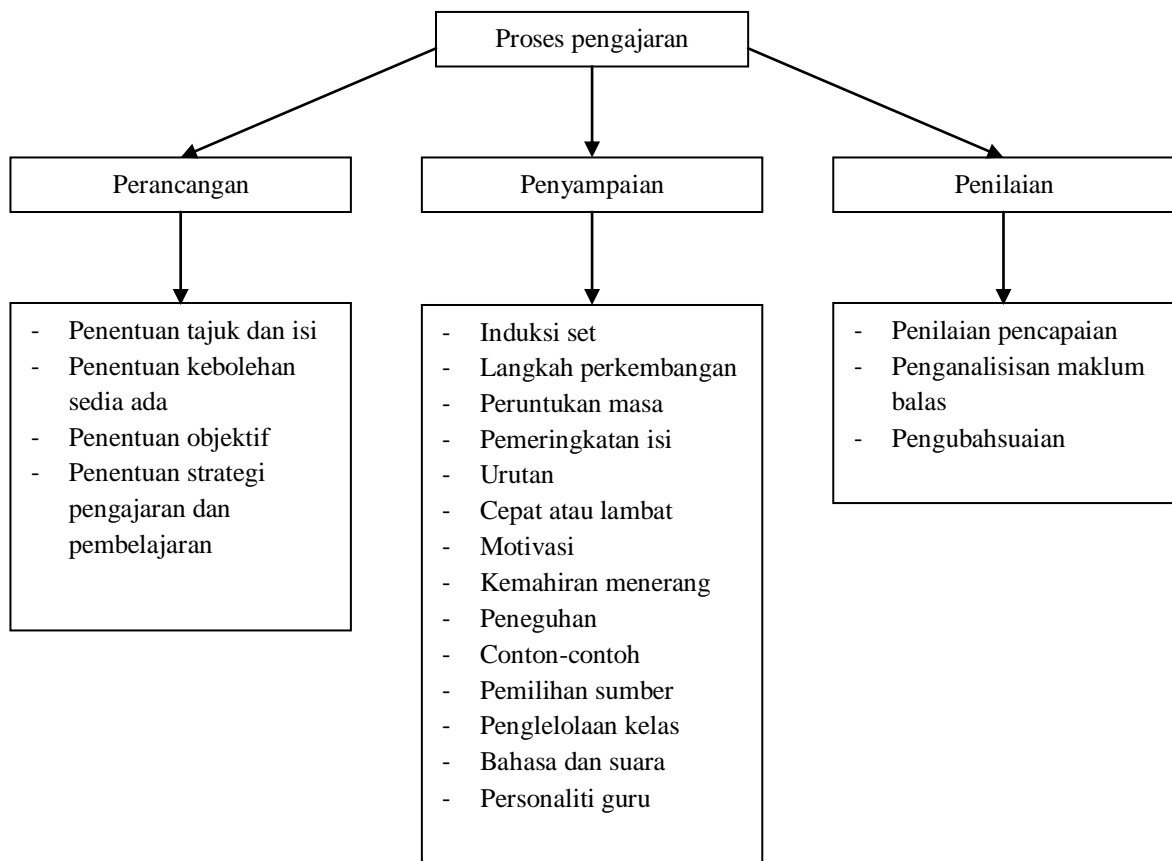 Proses pengajaran
Perancangan
Penyampaian
Penilaian
- Penentuan tajuk dan isi
- Penentuan kebolehan
sedia ada
- Penentuan objektif
- Penentuan strategi
pengajaran dan
pembelajaran
- Induksi set
- Langkah perkembangan
- Peruntukan masa
- Pemeringkatan isi
- Urutan
- Cepat atau lambat
- Motivasi
- Kemahiran menerang
- Peneguhan
- Conton-contoh
- Pemilihan sumber
- Penglelolaan kelas
- Bahasa dan suara
- Personaliti guru
- Penilaian pencapaian
- Penganalisisan maklum
balas
- Pengubahsuaian